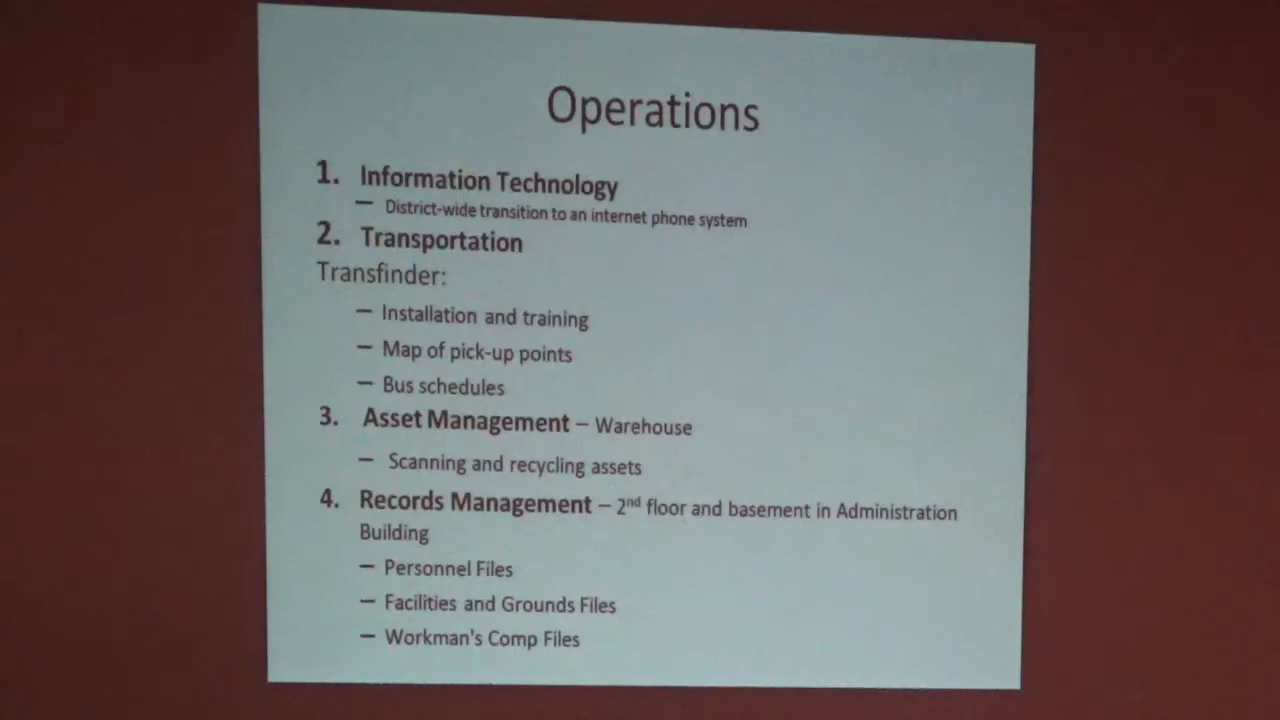 Operations
1. Information Technology
– District-wide transition to an internet phone system
2. Transportation
Transfinder:
– Installation and training
– Map of pick-up points
– Bus schedules
3. Asset Management – Warehouse
– Scanning and recycling assets
4. Records Management – 2nd floor and basement in Administration
Building
– Personnel Files
– Facilities and Grounds Files
– Workman's Comp Files